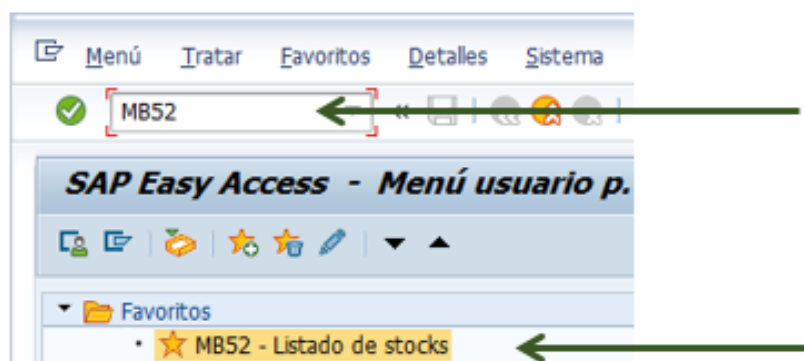 Menú Tratar Favoritos Detalles Sistema
MB52
SAP Easy Access - Menú usuario p.
Favoritos
MB52 - Listado de stocks